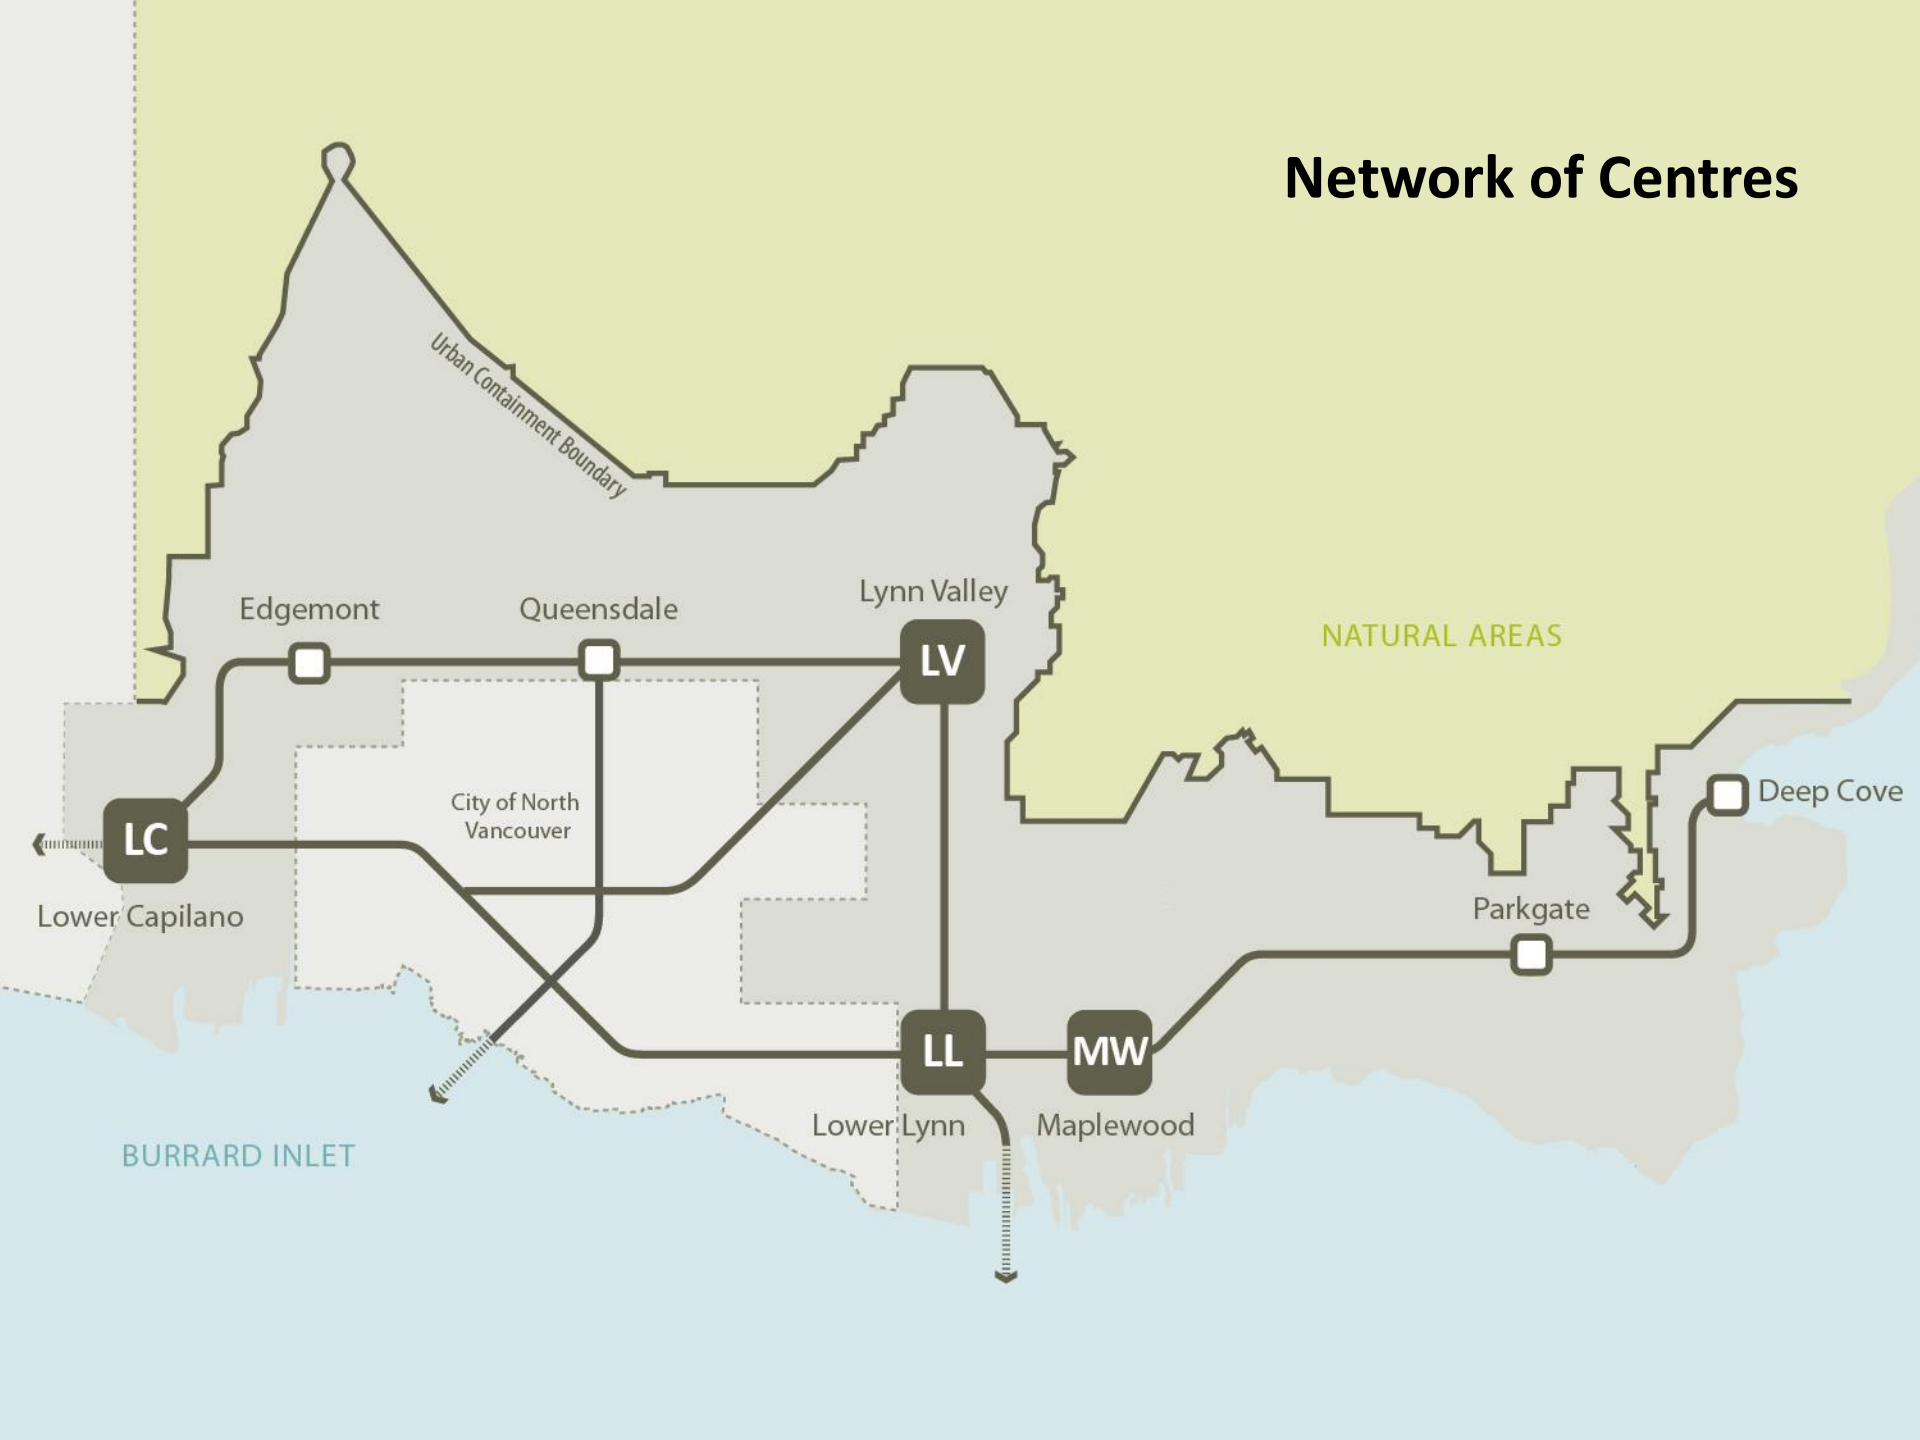 Network of Centres
Urban Containment Boundary
Lynn Valley
Edgemont
Queensdale
NATURAL AREAS
LV
Deep Cove
City of North
Vancouver
LC
Parkgate
Lower Capilano
LL
MW
Lower Lynn
Maplewood
BURRARD INLET